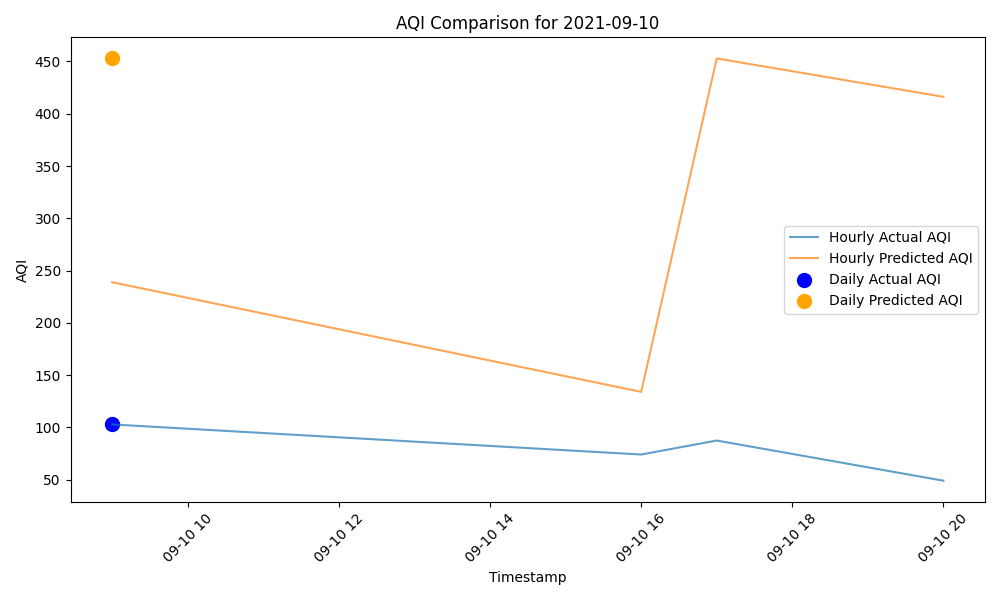 AQI Comparison for 2021-09-10
AQI
450
400
350
300
250
200
150
100
50
Hourly Actual AQI
Hourly Predicted AQI
Daily Actual AQI
Daily Predicted AQI
09-10 10
09-10 12
09-10 14
09-10 16
09-10 18
09-10 20
Timestamp